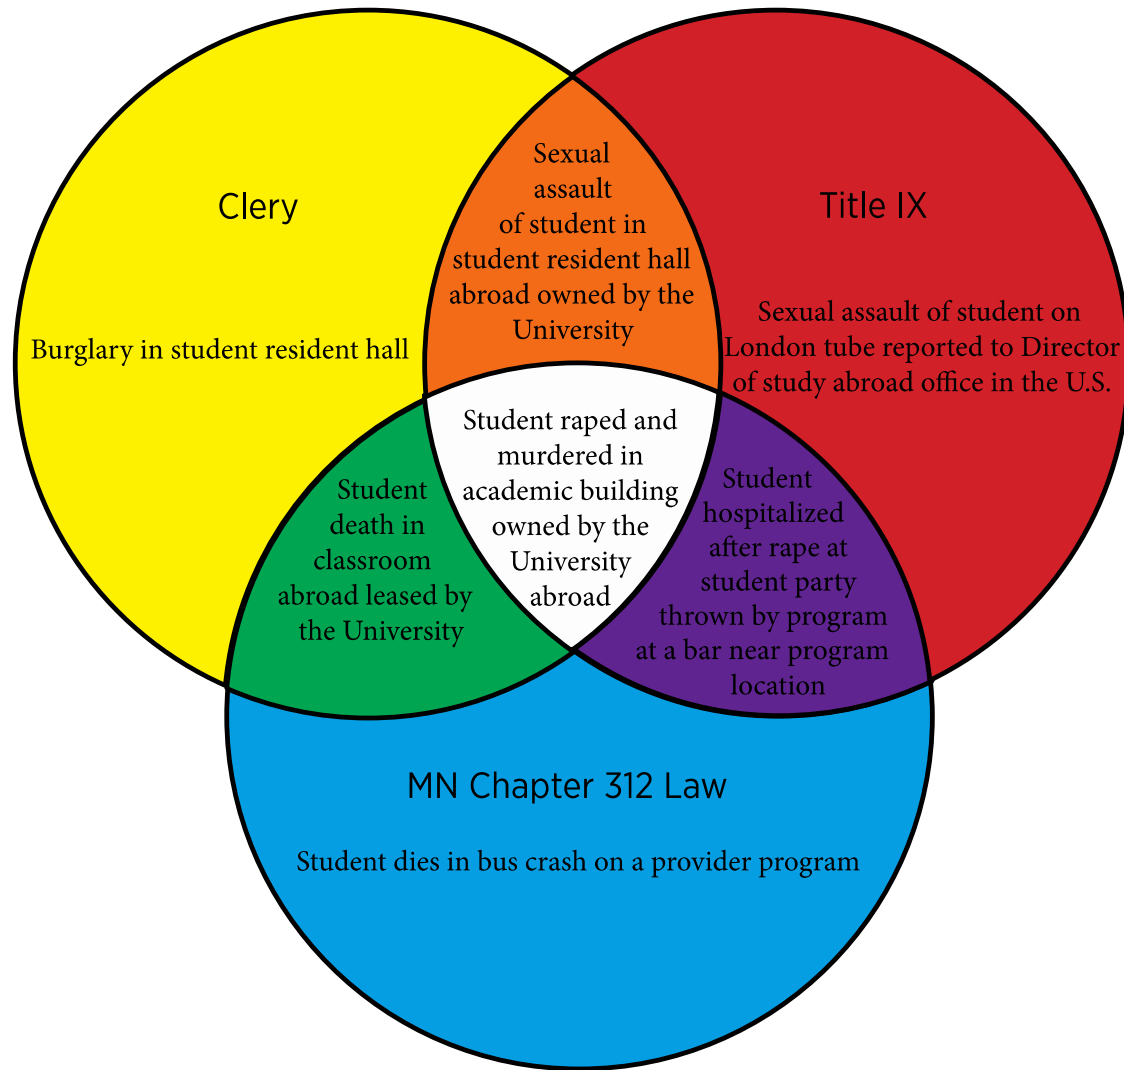 Clery
Burglary in student resident hall
Sexual
assault
of student in
student resident hall
abroad owned by the
University
Title IX
Sexual assault of student on
London tube reported to Director
of study abroad office in the U.S.
Student raped and
murdered in
academic building
owned by the
University
abroad
Student
death in
classroom
abroad leased by
the University
Student
hospitalized
after rape at
student party
thrown by program
at a bar near program
location
MN Chapter 312 Law
Student dies in bus crash on a provider program